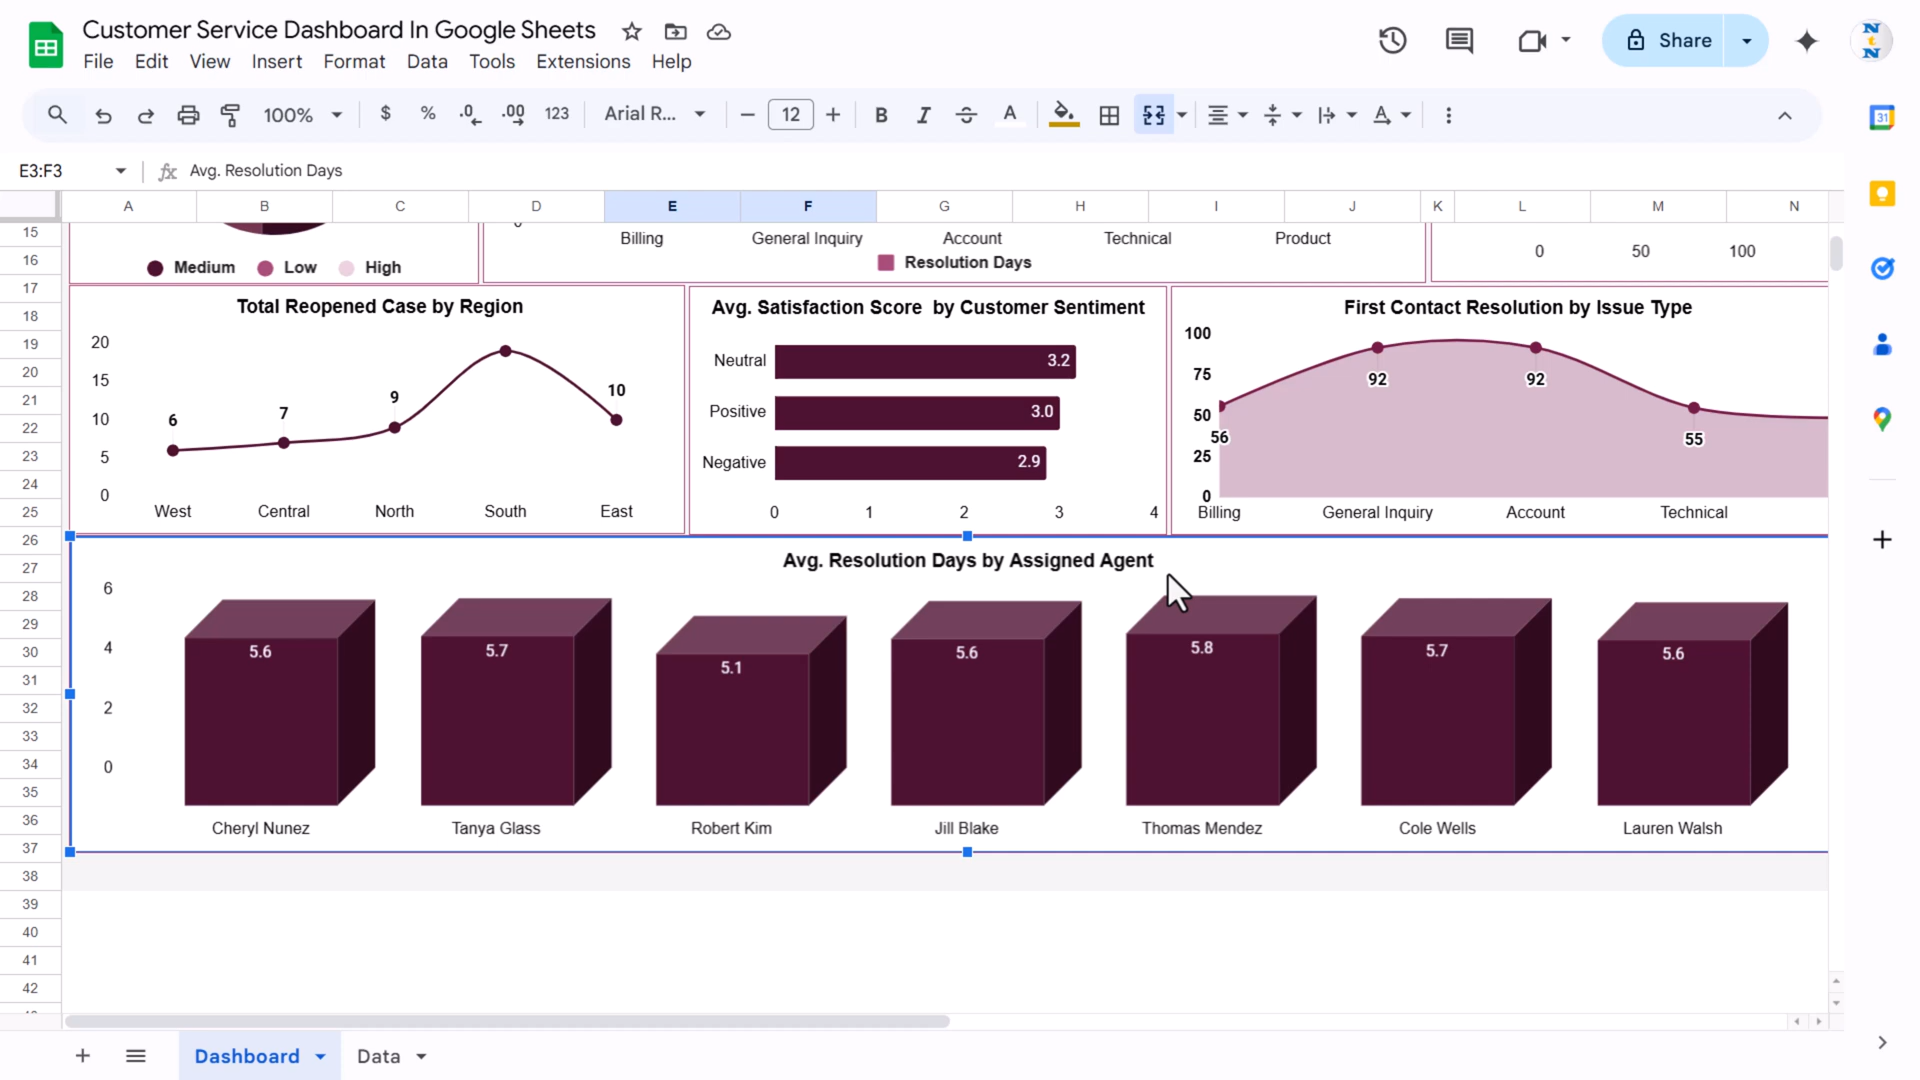 Customer Service Dashboard In Google Sheets
File Edit View Insert Format Data Tools Extensions Help
Share
100% $ % .0 .00 123 Arial R... 12 B I A
31
E3:F3 fx Avg. Resolution Days
A B C D E F G H I J K L M N
15
16
17
18
19
20
21
22
23
24
25
26
27
28
29
30
31
32
33
34
35
36
37
38
39
40
41
42
Medium Low High
Billing General Inquiry Account Technical Product
Resolution Days
0 50 100
Total Reopened Case by Region
20
15
10
5
0
6 7 9 10
West Central North South East
Avg. Satisfaction Score by Customer Sentiment
Neutral 3.2
Positive 3.0
Negative 2.9
0 1 2 3 4
First Contact Resolution by Issue Type
100
75
50
25
0
56 92 92 55
Billing General Inquiry Account Technical
Avg. Resolution Days by Assigned Agent
6
4
2
0
5.6 5.7 5.1 5.6 5.8 5.7 5.6
Cheryl Nunez Tanya Glass Robert Kim Jill Blake Thomas Mendez Cole Wells Lauren Walsh
Dashboard Data